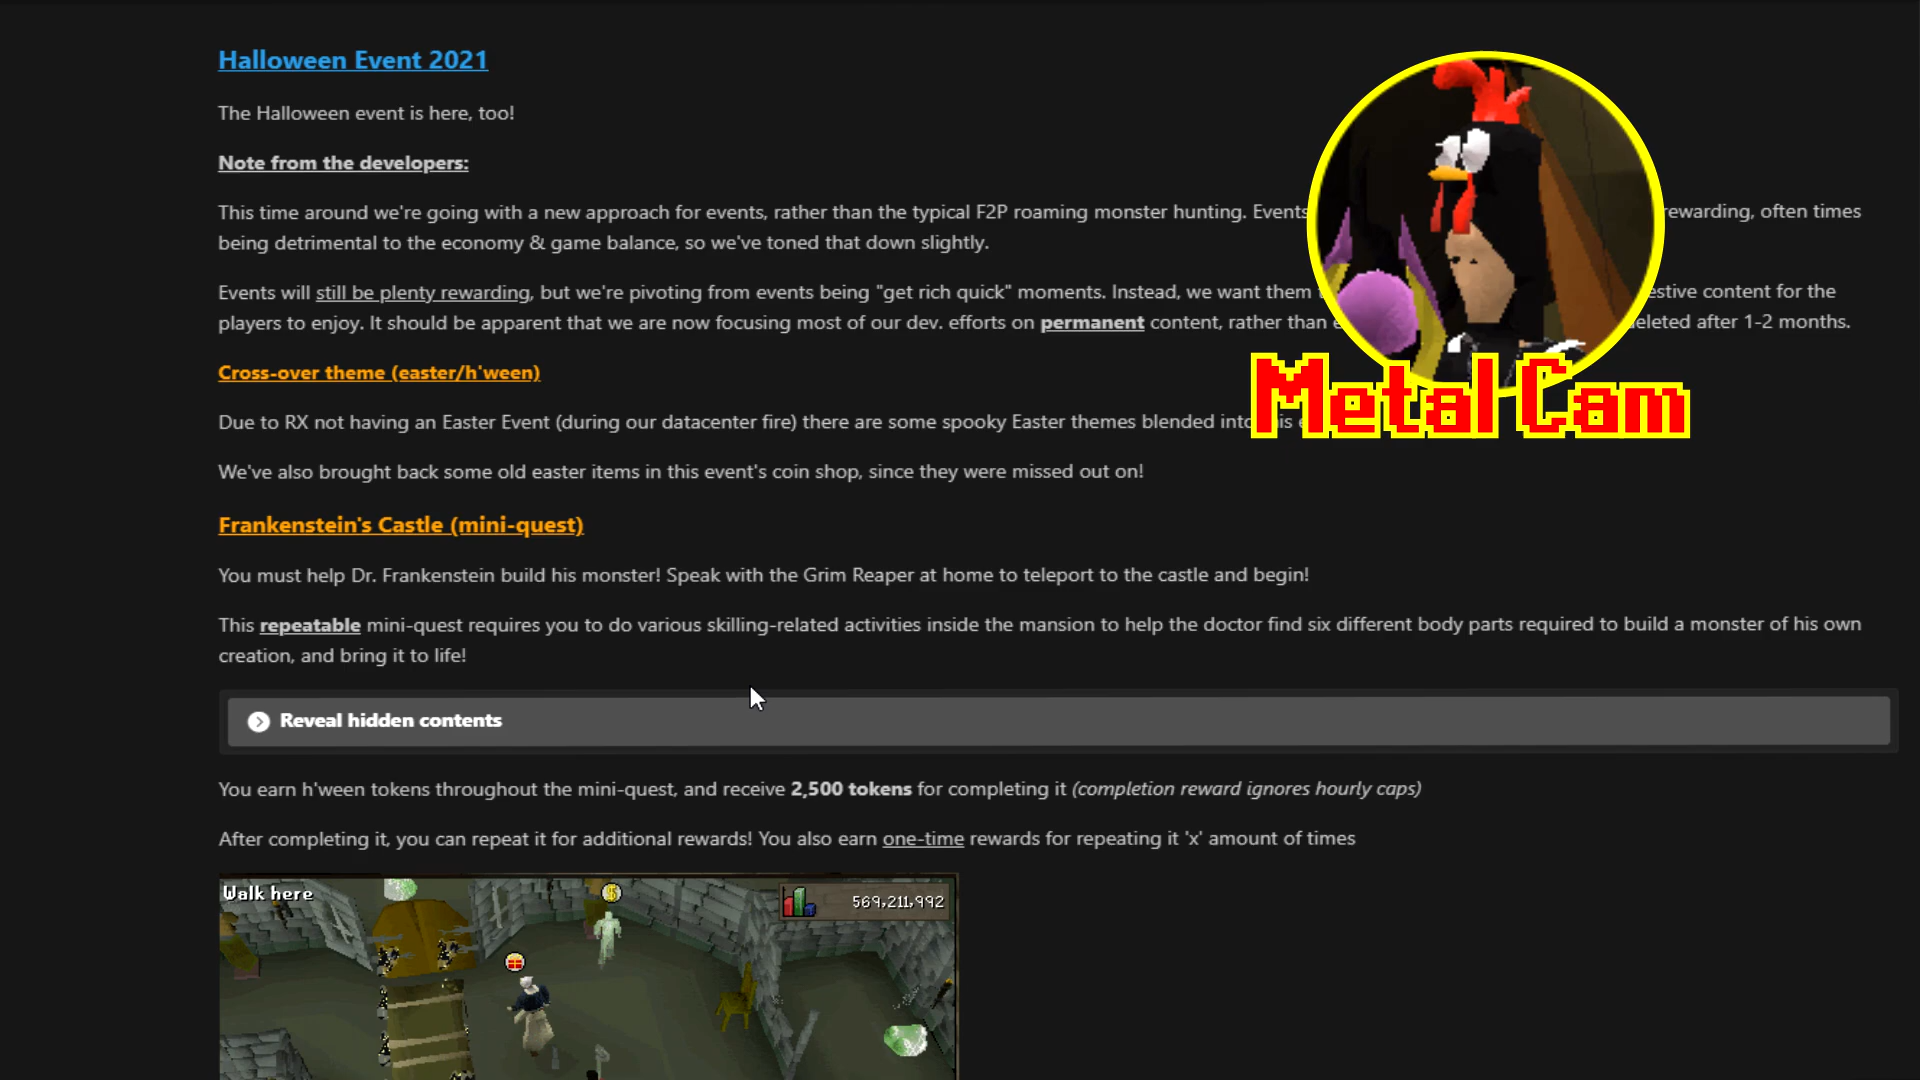 Halloween Event 2021
The Halloween event is here, too!
Note from the developers:
This time around we're going with a new approach for events, rather than the typical F2P roaming monster hunting. Events rewarding, often times
being detrimental to the economy & game balance, so we've toned that down slightly.
Events will still be plenty rewarding, but we're pivoting from events being "get rich quick" moments. Instead, we want them estive content for the
players to enjoy. It should be apparent that we are now focusing most of our dev. efforts on permanent content, rather than eleted after 1-2 months.
Cross-over theme (easter/h'ween)
Metal Cam
Due to RX not having an Easter Event (during our datacenter fire) there are some spooky Easter themes blended into
We've also brought back some old easter items in this event's coin shop, since they were missed out on!
Frankenstein's Castle (mini-quest)
You must help Dr. Frankenstein build his monster! Speak with the Grim Reaper at home to teleport to the castle and begin!
This repeatable mini-quest requires you to do various skilling-related activities inside the mansion to help the doctor find six different body parts required to build a monster of his own
creation, and bring it to life!
Reveal hidden contents
You earn h'ween tokens throughout the mini-quest, and receive 2,500 tokens for completing it (completion reward ignores hourly caps)
After completing it, you can repeat it for additional rewards! You also earn one-time rewards for repeating it 'x' amount of times
Walk here
569,211,992